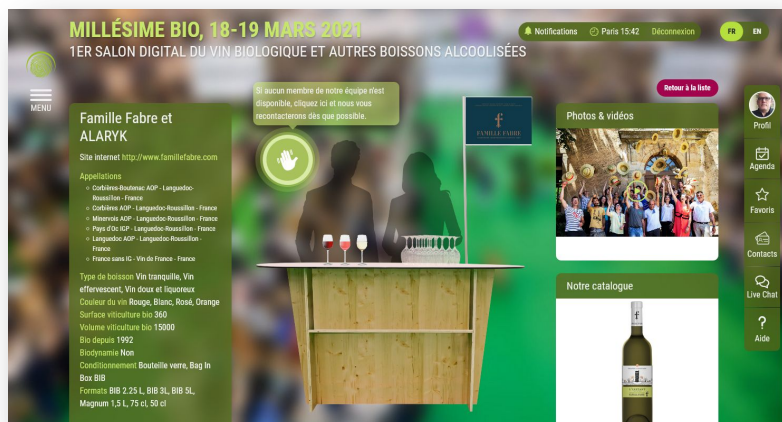 MILLÉSIME BIO, 18-19 MARS 2021
1ER SALON DIGITAL DU VIN BIOLOGIQUE ET AUTRES BOISSONS ALCOOLISÉES
Notifications
Paris 15:42
Déconnexion
FR
EN
MENU
Retour à la liste
Si aucun membre de notre équipe n'est
disponible, cliquez ici et nous vous
recontacterons dès que possible.
Famille Fabre et
ALARYK
Site internet http://www.famillefabre.com
Appellations
Corbières-Boutenac AOP - Languedoc-
Roussillon - France
Corbières AOP - Languedoc-Roussillon - France
Minervois AOP - Languedoc-Roussillon - France
Pays d'Oc IGP - Languedoc-Roussillon - France
Languedoc AOP - Languedoc-Roussillon -
France
France sans IG - Vin de France - France
Type de boisson Vin tranquille, Vin
effervescent, Vin doux et liquoreux
Couleur du vin Rouge, Blanc, Rosé, Orange
Surface viticulture bio 360
Volume viticulture bio 15000
Bio depuis 1992
Biodynamie Non
Conditionnement Bouteille verre, Bag In
Box BIB
Formats BIB 2.25 L, BIB 3L, BIB 5L,
Magnum 1,5 L, 75 cl, 50 cl
f
FAMILLE FABRE
Photos & vidéos
Notre catalogue
f
Profil
Agenda
Favoris
Contacts
Live Chat
Aide